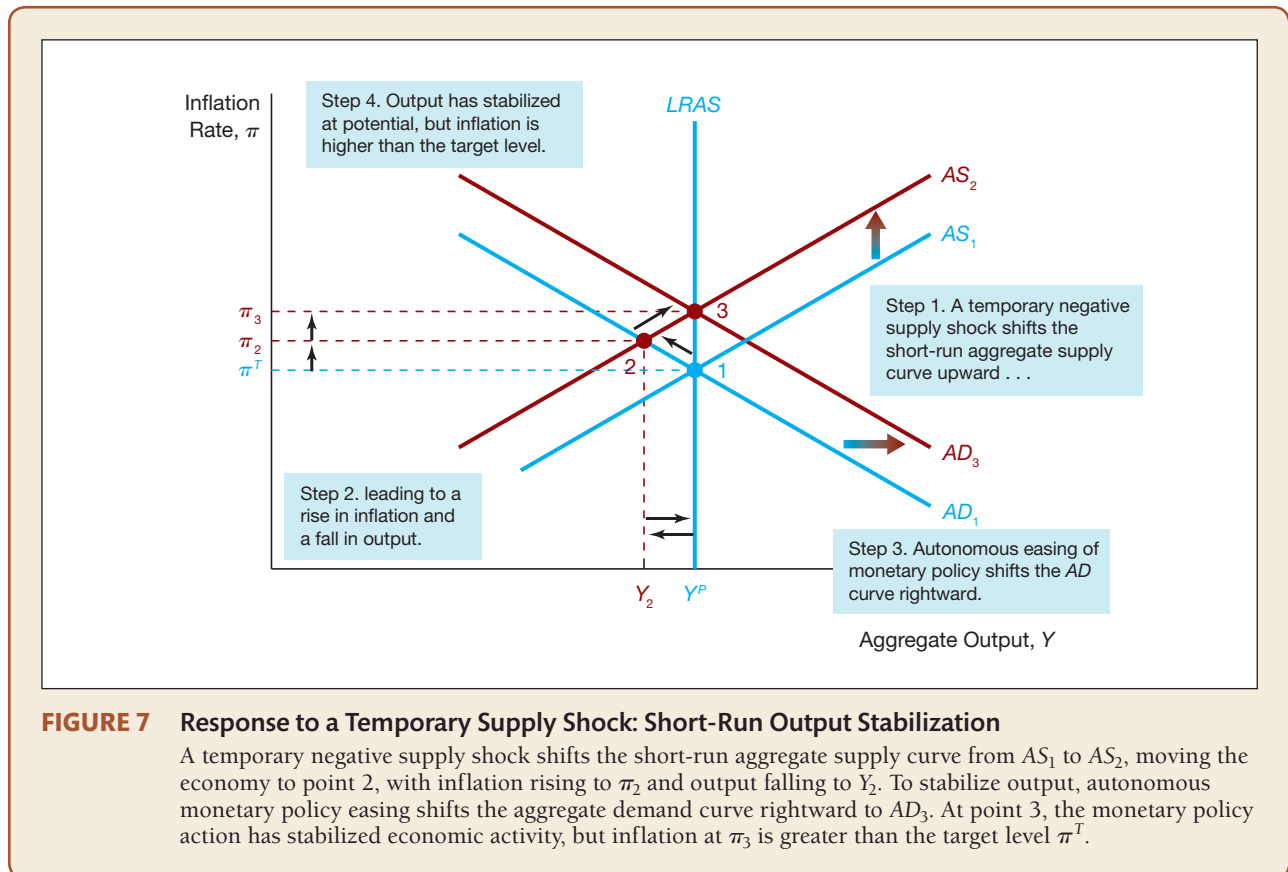 Inflation
Rate, π
Step 4. Output has stabilized
at potential, but inflation is
higher than the target level.
LRAS
AS₂
AS₁
Step 1. A temporary negative
supply shock shifts the
short-run aggregate supply
curve upward . . .
π₃
π₂
πᵀ
3
2
1
AD₃
AD₁
Step 2. leading to a
rise in inflation and
a fall in output.
Step 3. Autonomous easing of
monetary policy shifts the AD
curve rightward.
Y₂
Yᴾ
Aggregate Output, Y
FIGURE 7 Response to a Temporary Supply Shock: Short-Run Output Stabilization
A temporary negative supply shock shifts the short-run aggregate supply curve from AS₁ to AS₂, moving the
economy to point 2, with inflation rising to π₂ and output falling to Y₂. To stabilize output, autonomous
monetary policy easing shifts the aggregate demand curve rightward to AD₃. At point 3, the monetary policy
action has stabilized economic activity, but inflation at π₃ is greater than the target level πᵀ.